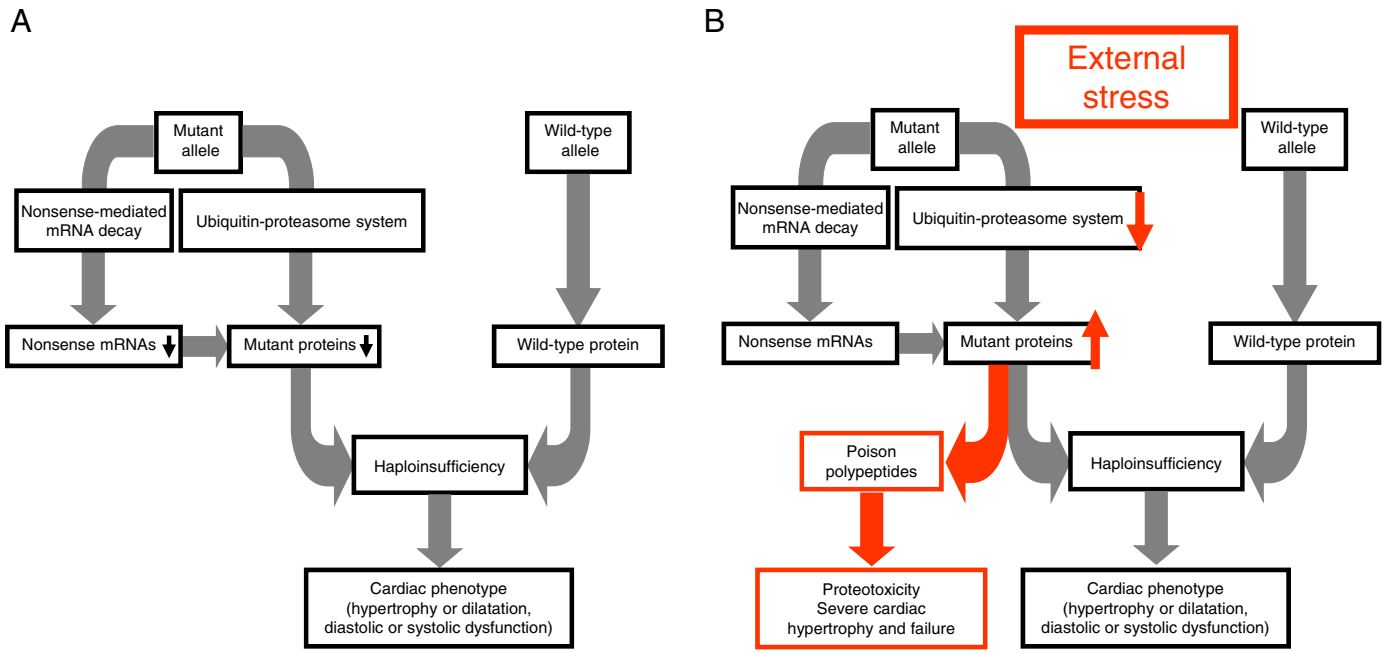 A
Mutant
allele
Wild-type
allele
Nonsense-mediated
mRNA decay
Ubiquitin-proteasome system
Nonsense mRNAs
Mutant proteins
Wild-type protein
Haploinsufficiency
Cardiac phenotype
(hypertrophy or dilatation,
diastolic or systolic dysfunction)
B
External
stress
Mutant
allele
Wild-type
allele
Nonsense-mediated
mRNA decay
Ubiquitin-proteasome system
Nonsense mRNAs
Mutant proteins
Wild-type protein
Poison
polypeptides
Haploinsufficiency
Proteotoxicity
Severe cardiac
hypertrophy and failure
Cardiac phenotype
(hypertrophy or dilatation,
diastolic or systolic dysfunction)